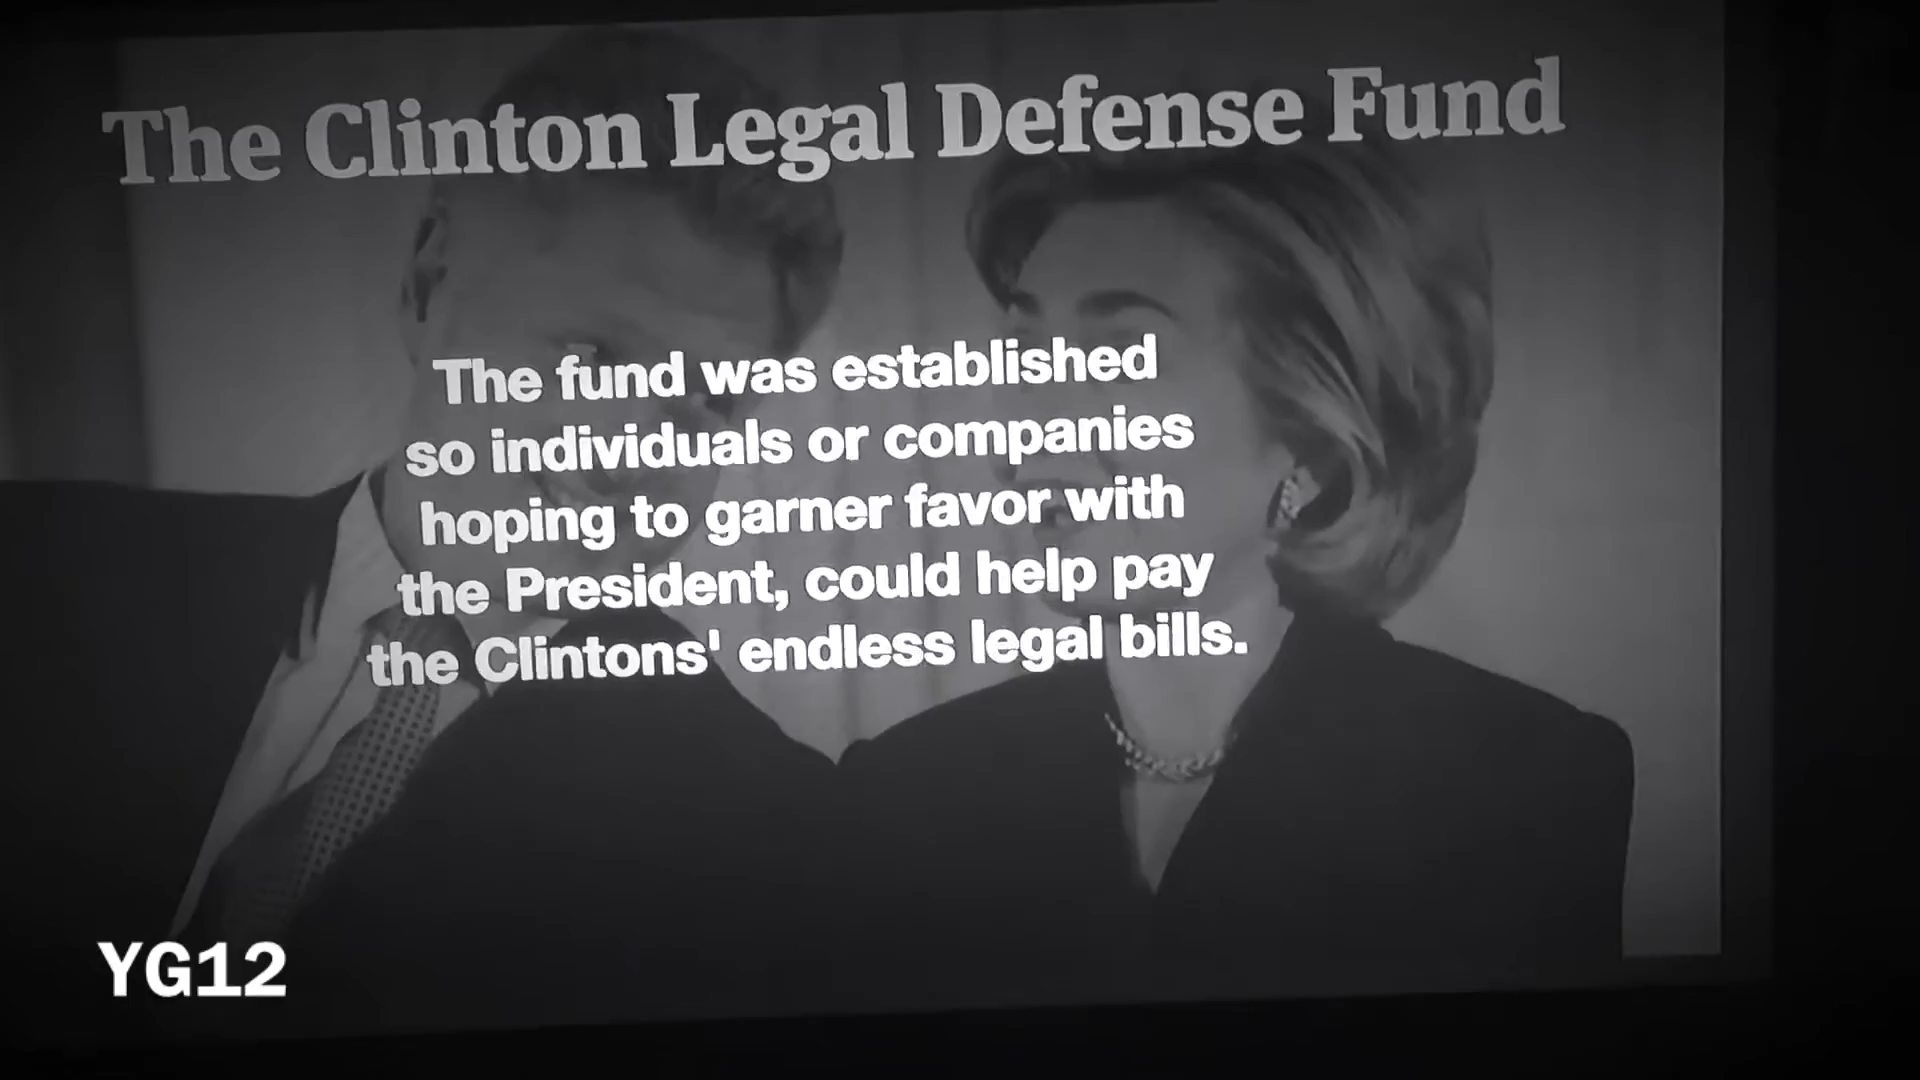 The Clinton Legal Defense Fund
The fund was established
so individuals or companies
hoping to garner favor with
the President, could help pay
the Clintons' endless legal bills.
YG12